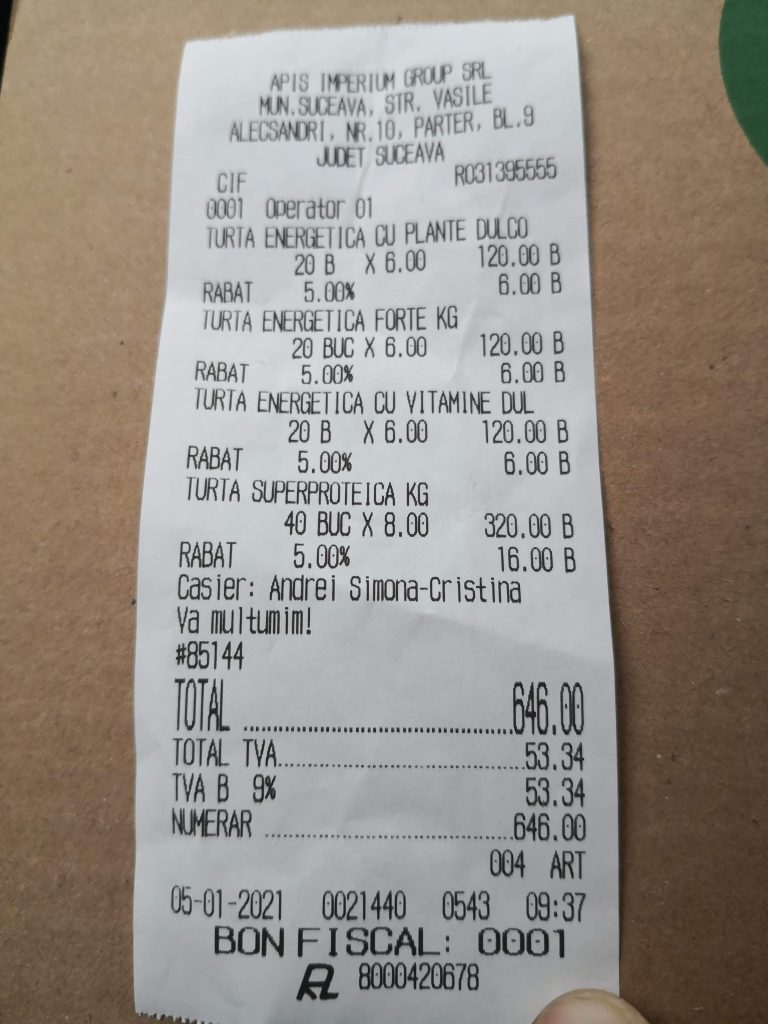 APIS IMPERIUM GROUP SRL
MUN.SUCEAVA, STR. VASILE
ALECSANDRI, NR.10, PARTER, BL.9
JUDET SUCEAVA
CIF RO31395555
0001 Operator 01
TURTA ENERGETICA CU PLANTE DULCO
20 B X 6.00 120.00 B
RABAT 5.00% 6.00 B
TURTA ENERGETICA FORTE KG
20 BUC X 6.00 120.00 B
RABAT 5.00% 6.00 B
TURTA ENERGETICA CU VITAMINE DUL
20 B X 6.00 120.00 B
RABAT 5.00% 6.00 B
TURTA SUPERPROTEICA KG
40 BUC X 8.00 320.00 B
RABAT 5.00% 16.00 B
Casier: Andrei Simona-Cristina
Va multumim!
#85144
TOTAL ........................................646.00
TOTAL TVA....................................53.34
TVA B 9% 53.34
NUMERAR ....................................646.00
004 ART
05-01-2021 0021440 0543 09:37
BON FISCAL: 0001
8000420678